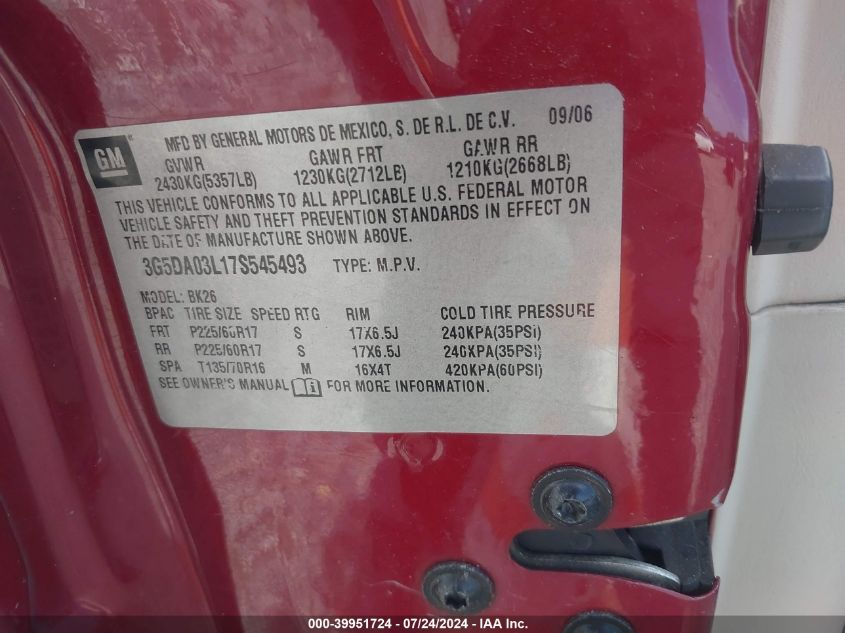 GM
MFD BY GENERAL MOTORS DE MEXICO, S. DE R.L. DE C.V. 09/06
GVWR GAWR FRT GAWR RR
2430KG(5357LB) 1230KG(2712LB) 1210KG(2668LB)
THIS VEHICLE CONFORMS TO ALL APPLICABLE U.S. FEDERAL MOTOR
VEHICLE SAFETY AND THEFT PREVENTION STANDARDS IN EFFECT ON
THE DATE OF MANUFACTURE SHOWN ABOVE.
3G5DA03L17S545493 TYPE: M.P.V.
MODEL: BK26
BPAC TIRE SIZE SPEED RTG RIM COLD TIRE PRESSURE
FRT P225/60R17 S 17X6.5J 240KPA(35PSI)
RR P225/60R17 S 17X6.5J 240KPA(35PSI)
SPA T135/70R16 M 16X4T 420KPA(60PSI)
SEE OWNER'S MANUAL FOR MORE INFORMATION.
000-39951724 - 07/24/2024 - IAA Inc.